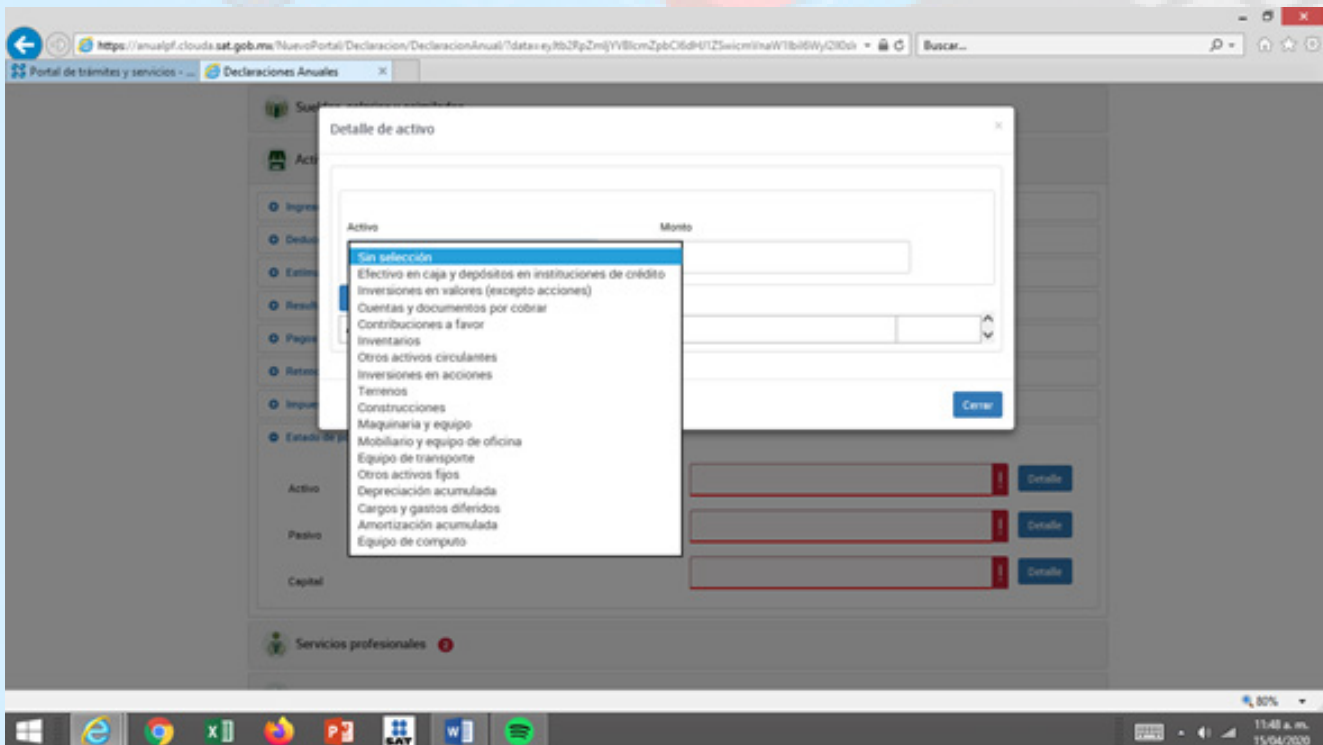 https://anualpf.clouda.sat.gob.mx/NuevoPortal/Declaracion/DeclaracionAnual/
Buscar...
Portal de trámites y servicios - ...
Declaraciones Anuales
Detalle de activo
Activo
Monto
Sin selección
Efectivo en caja y depósitos en instituciones de crédito
Inversiones en valores (excepto acciones)
Cuentas y documentos por cobrar
Contribuciones a favor
Inventarios
Otros activos circulantes
Inversiones en acciones
Terrenos
Construcciones
Maquinaria y equipo
Mobiliario y equipo de oficina
Equipo de transporte
Otros activos fijos
Depreciación acumulada
Cargos y gastos diferidos
Amortización acumulada
Equipo de computo
Cerrar
Activo
Detalle
Pasivo
Detalle
Capital
Detalle
Servicios profesionales
80%
SAT
11:48 a. m.
15/04/2020